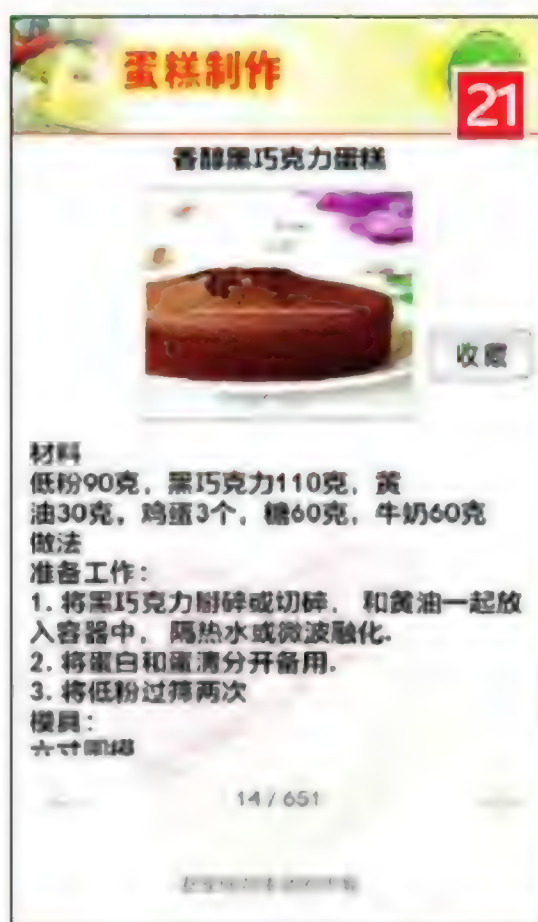 蛋糕制作
21
香醇黑巧克力蛋糕
收藏
材料
低粉90克，黑巧克力110克，黄
油30克，鸡蛋3个，糖60克，牛奶60克
做法
准备工作：
1. 将黑巧克力掰碎或切碎， 和黄油一起放
入容器中， 隔热水或微波融化.
2. 将蛋白和蛋清分开备用.
3. 将低粉过筛两次
模具：
六寸圆模
14 / 651